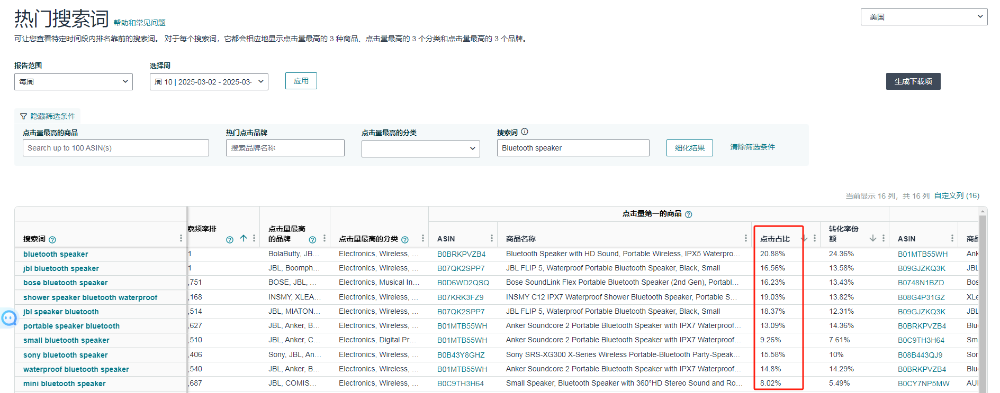 热门搜索词 帮助和常见问题
美国
可让您查看特定时间段内排名靠前的搜索词。 对于每个搜索词，它都会相应地显示点击量最高的 3 种商品、点击量最高的 3 个分类和点击量最高的 3 个品牌。
报告范围 选择周
每周 周 10 | 2025-03-02 - 2025-03- 应用 生成下载项
隐藏筛选条件
点击量最高的商品 热门点击品牌 点击量最高的分类 搜索词
Search up to 100 ASIN(s) 搜索品牌名称 Bluetooth speaker 细化结果 清除筛选条件
当前显示 16 列，共 16 列 自定义列 (16)
点击量第一的商品
搜索词 索频率排 点击量最高的品牌 点击量最高的分类 ASIN 商品名称 点击占比 转化率份额 ASIN 商品
bluetooth speaker 1 BolaButty, JB... Electronics, Wireless, ... B0BRKPVZB4 Bluetooth Speaker with HD Sound, Portable Wireless, IPX5 Waterpro... 20.88% 24.36% B01MTB55WH Ank
jbl bluetooth speaker 1 JBL, Boomph... Electronics, Wireless, ... B07QK2SPP7 JBL FLIP 5, Waterproof Portable Bluetooth Speaker, Black, Small 16.56% 13.58% B09GJZKQ3K JBL
bose bluetooth speaker ,751 BOSE, JBL, ... Electronics, Musical In... B0D6WD2QSQ Bose SoundLink Flex Portable Bluetooth Speaker (2nd Gen), Portabl... 16.23% 13.43% B0748N1BZD Bos
shower speaker bluetooth waterproof ,168 INSMY, XLEA... Electronics, Wireless, ... B07KRK3FZ9 INSMY C12 IPX7 Waterproof Shower Bluetooth Speaker, Portable S... 19.03% 13.82% B08G4P31GZ XLe
jbl speaker bluetooth ,514 JBL, MIATON... Electronics, Wireless, ... B07QK2SPP7 JBL FLIP 5, Waterproof Portable Bluetooth Speaker, Black, Small 18.37% 12.31% B09GJZKQ3K JBL
portable speaker bluetooth ,627 JBL, Anker, B... Electronics, Wireless, ... B01MTB55WH Anker Soundcore 2 Portable Bluetooth Speaker with IPX7 Waterproof... 13.09% 14.36% B0BRKPVZB4 Blu
small bluetooth speaker ,510 JBL, Anker, C... Electronics, Digital Pr... B01MTB55WH Anker Soundcore 2 Portable Bluetooth Speaker with IPX7 Waterproof... 9.26% 7.61% B0C9TH3H64 Sm
sony bluetooth speaker ,406 Sony, JBL, An... Electronics, Wireless, ... B0B43Y8GHZ Sony SRS-XG300 X-Series Wireless Portable-Bluetooth Party-Speak... 15.58% 10% B08B443QJ9 Sor
waterproof bluetooth speaker ,540 JBL, Anker, B... Electronics, Wireless, ... B01MTB55WH Anker Soundcore 2 Portable Bluetooth Speaker with IPX7 Waterproof... 14.8% 14.29% B0BRKPVZB4 Blu
mini bluetooth speaker ,687 JBL, COMIS... Electronics, Wireless, ... B0C9TH3H64 Small Speaker, Bluetooth Speaker with 360°HD Stereo Sound and Ro... 8.02% 5.49% B0CY7NP5MW AUI